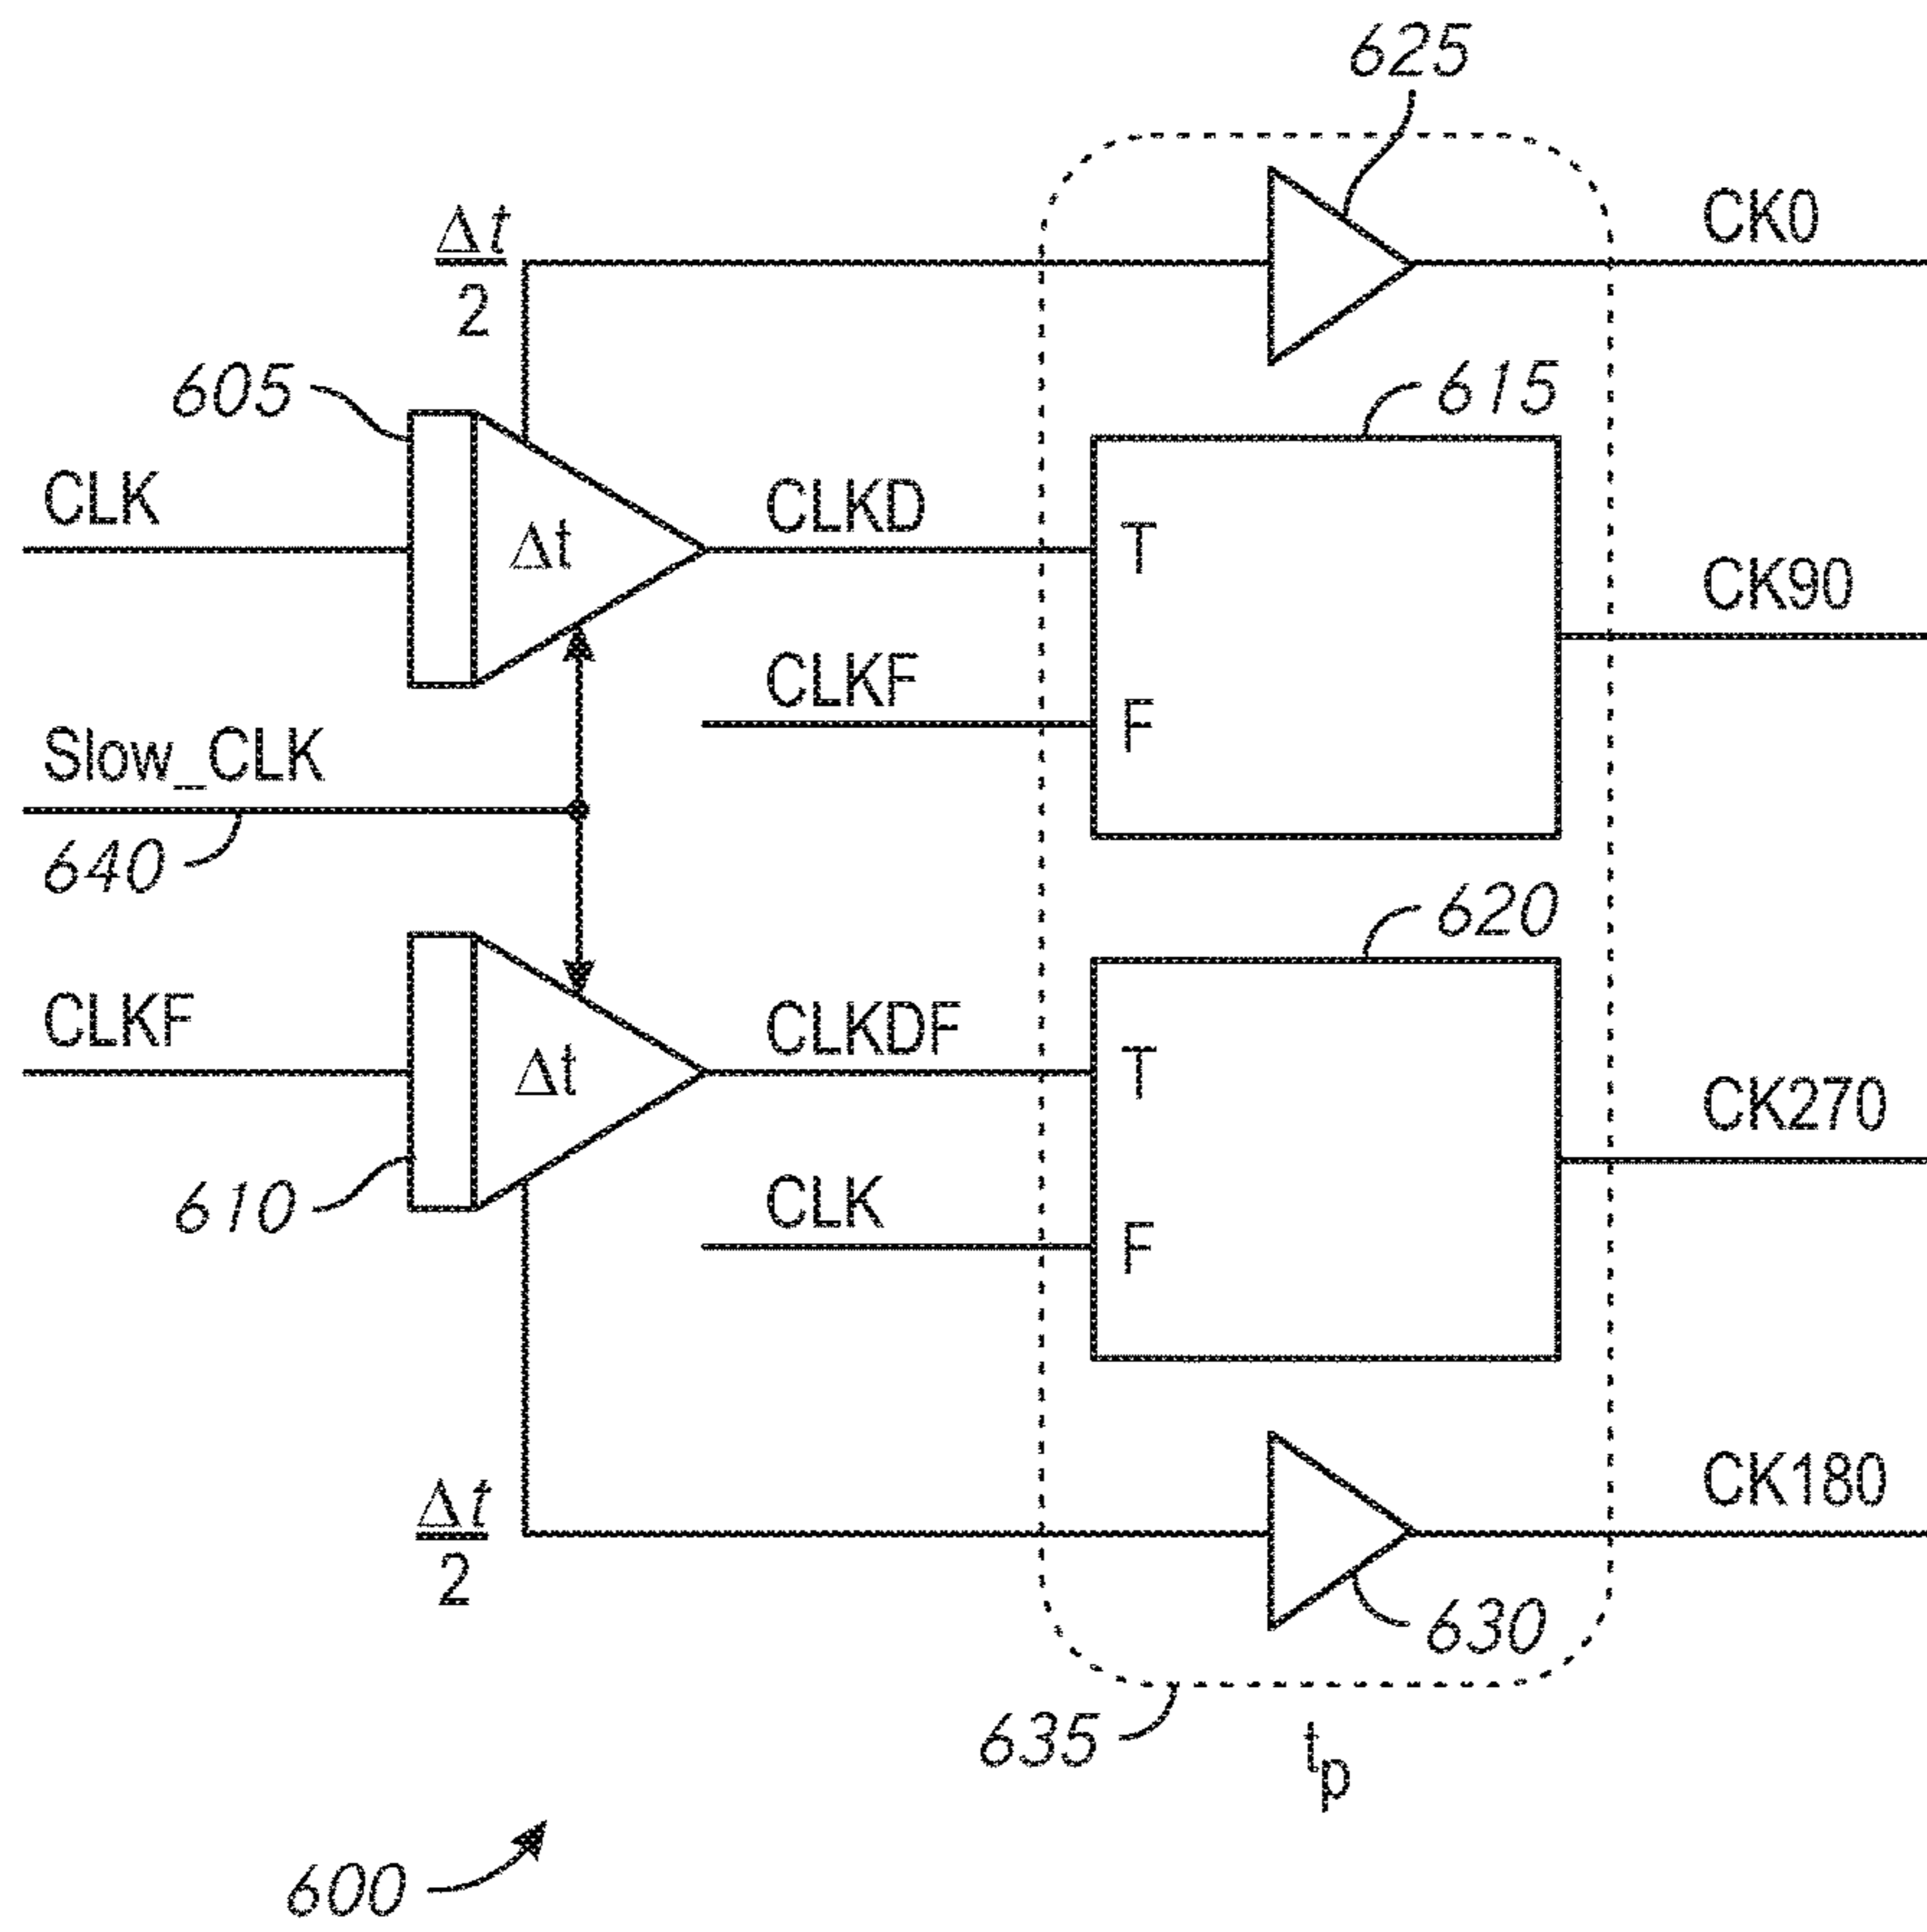 625
CK0
Δt
2
605
615
CLK
CLKD
Δt
T
CK90
CLKF
F
Slow_CLK
640
620
CLKF
CLKDF
Δt
T
CK270
610
CLK
F
CK180
Δt
2
630
635
tp
600